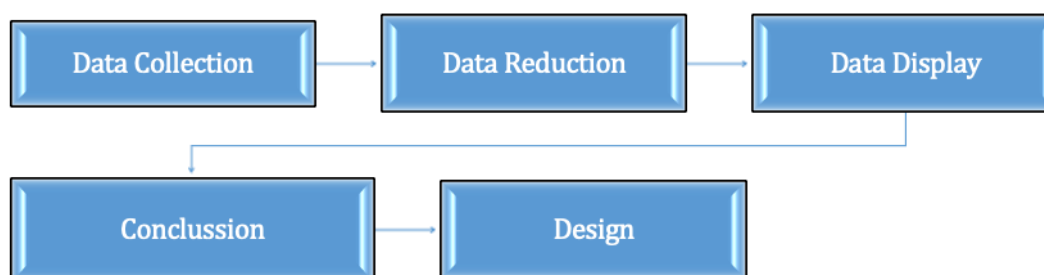 Data Collection
Data Reduction
Data Display
Conclussion
Design